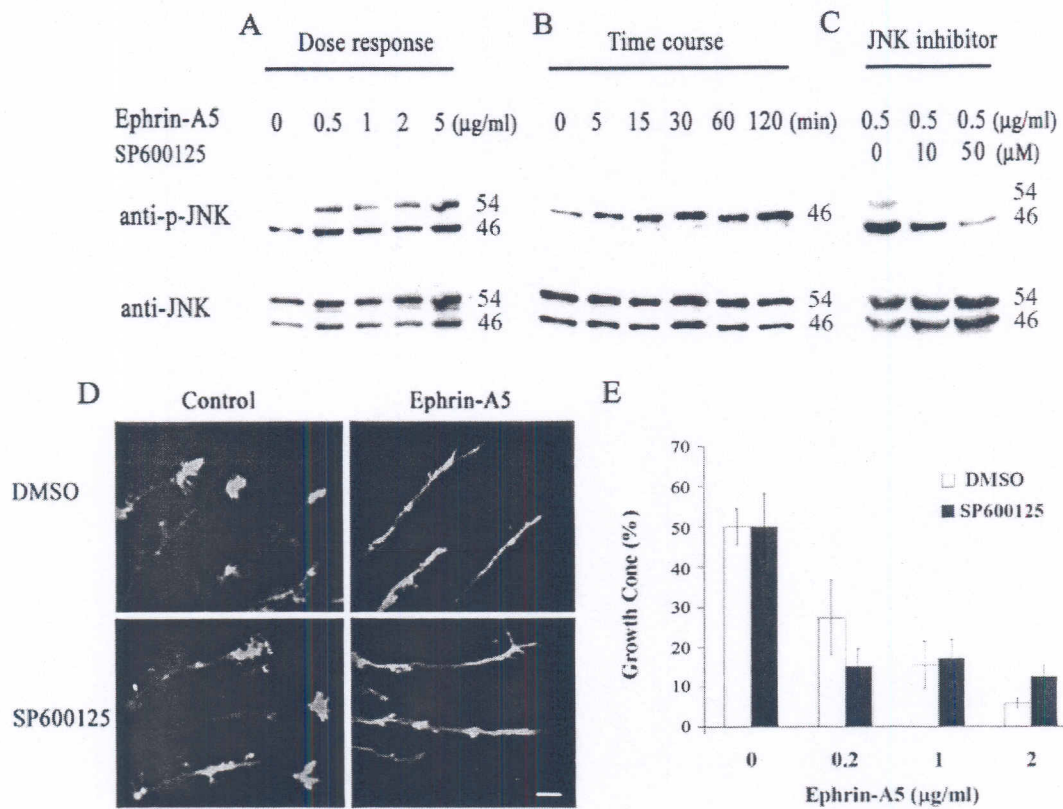 A Dose response
B Time course
C JNK inhibitor
Ephrin-A5 0 0.5 1 2 5 (μg/ml) 0 5 15 30 60 120 (min) 0.5 0.5 0.5 (μg/ml)
SP600125 0 10 50 (μM)
54 54
anti-p-JNK 46 46 46
anti-JNK 54 54 54
46 46 46
D Control Ephrin-A5
DMSO
SP600125
E
70
60
50
40
30
20
10
0
Growth Cone (%)
DMSO
SP600125
0 0.2 1 2
Ephrin-A5 (μg/ml)